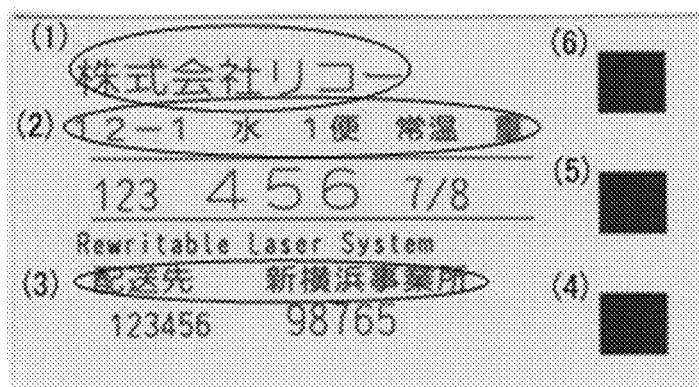 (1) 株式会社リコー (6)
(2) 12-1 水 1便 常温
123 456 7/8 (5)
Rewritable Laser System
(3) 配送先 新横浜事業所 (4)
123456 98765